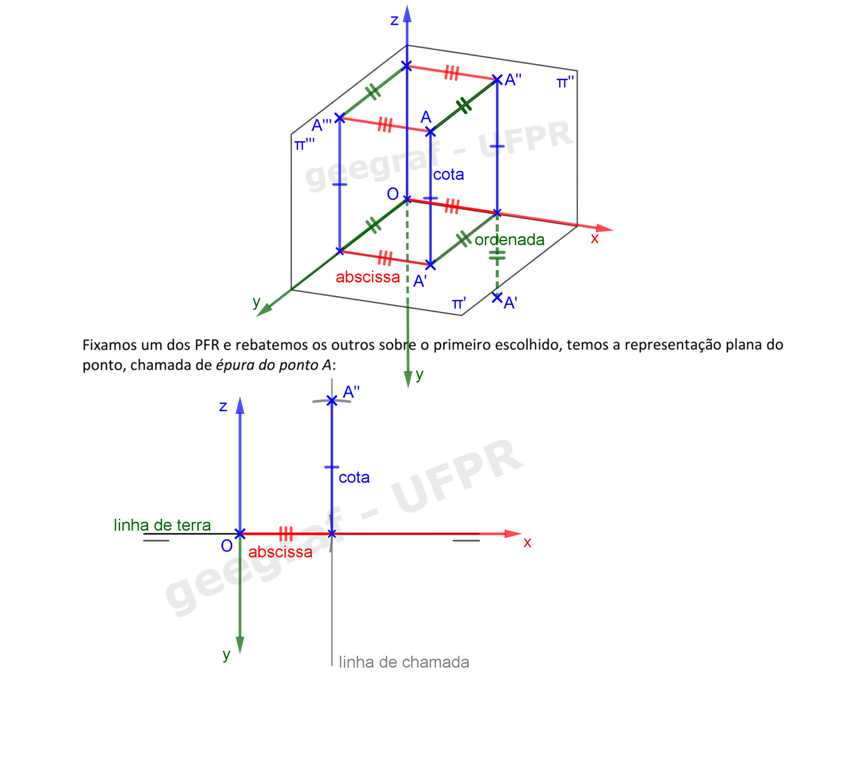 z
A''
π''
A
A'''
π'''
geegraf - UFPR
cota
O
ordenada
x
abscissa
A'
y
π'
A'
Fixamos um dos PFR e rebatemos os outros sobre o primeiro escolhido, temos a representação plana do
ponto, chamada de épura do ponto A:
y
z
A''
cota
geegraf - UFPR
linha de terra
O
abscissa
x
y
linha de chamada